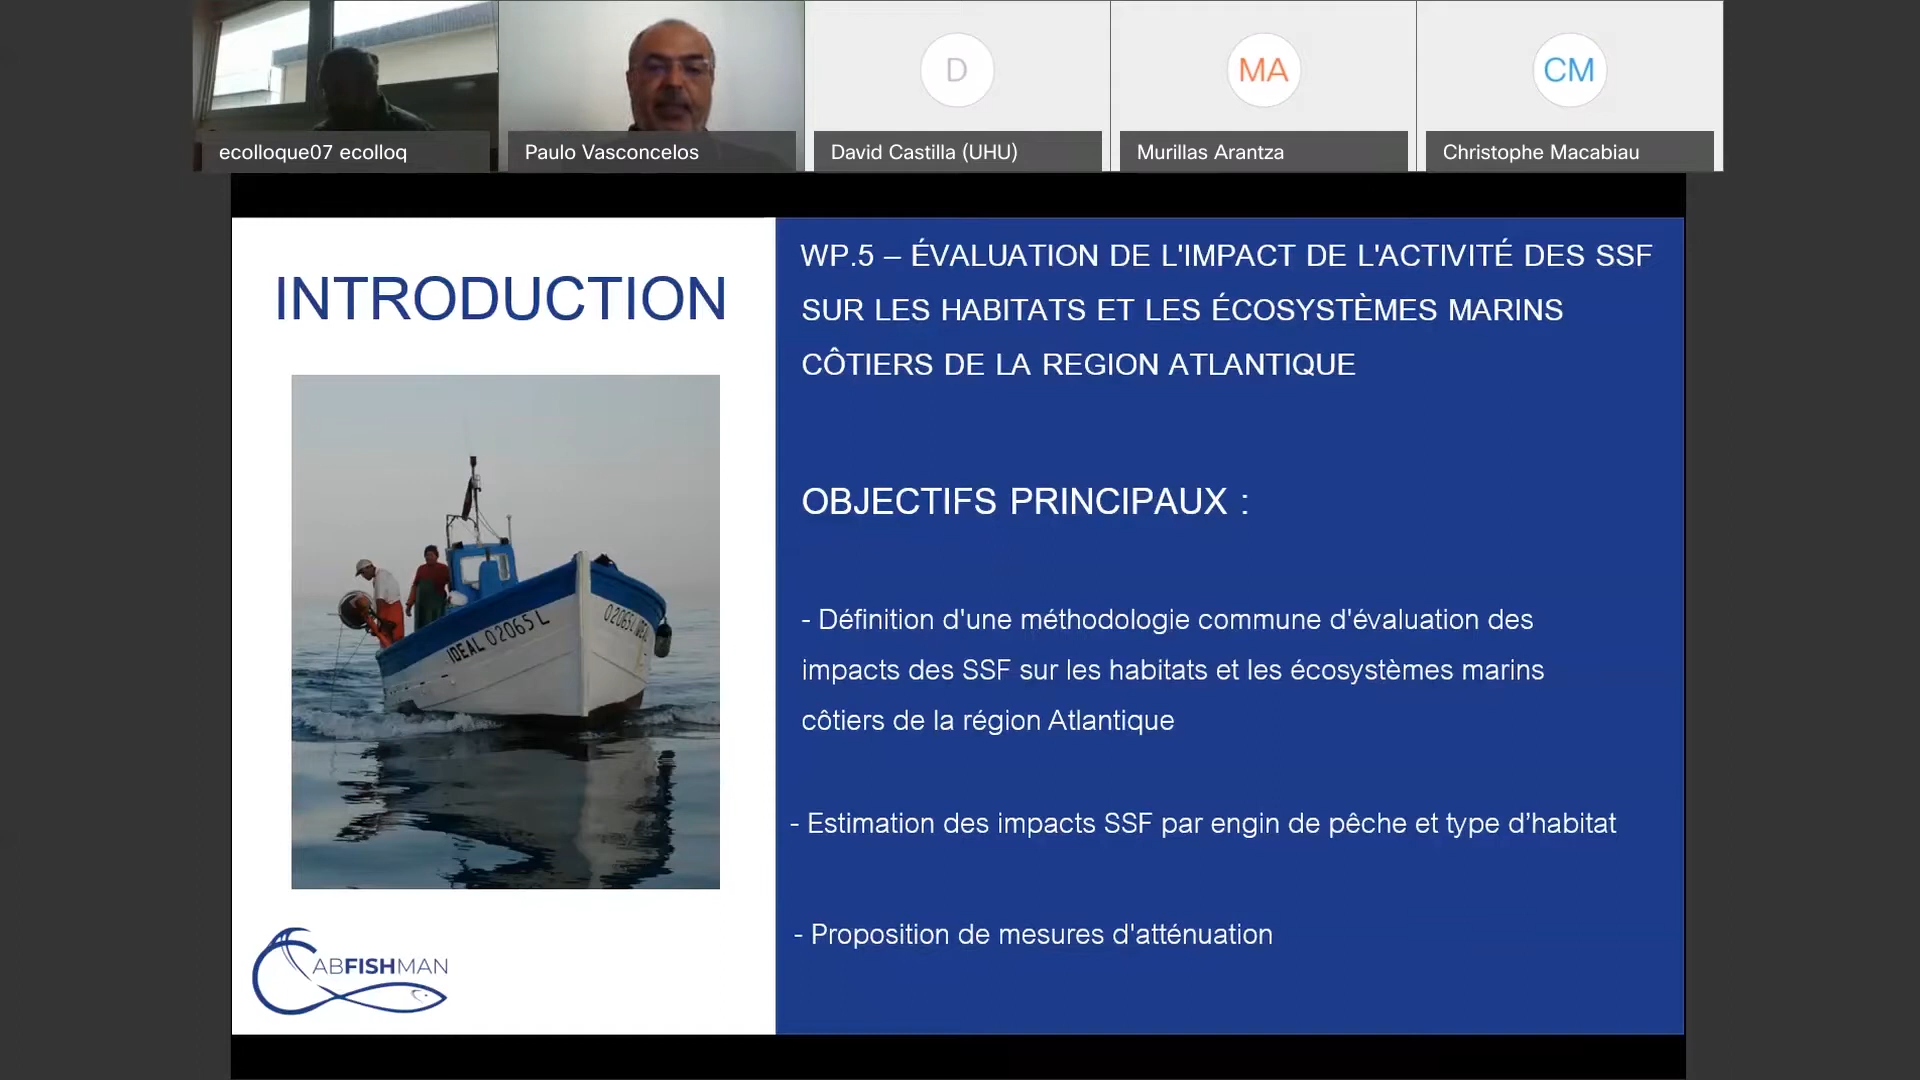 D
MA
CM
ecolloque07 ecolloq
Paulo Vasconcelos
David Castilla (UHU)
Murillas Arantza
Christophe Macabiau
INTRODUCTION
IDEAL 02065 L
CABFISHMAN
WP.5 – ÉVALUATION DE L'IMPACT DE L'ACTIVITÉ DES SSF
SUR LES HABITATS ET LES ÉCOSYSTÈMES MARINS
CÔTIERS DE LA REGION ATLANTIQUE
OBJECTIFS PRINCIPAUX :
- Définition d'une méthodologie commune d'évaluation des
impacts des SSF sur les habitats et les écosystèmes marins
côtiers de la région Atlantique
- Estimation des impacts SSF par engin de pêche et type d’habitat
- Proposition de mesures d'atténuation